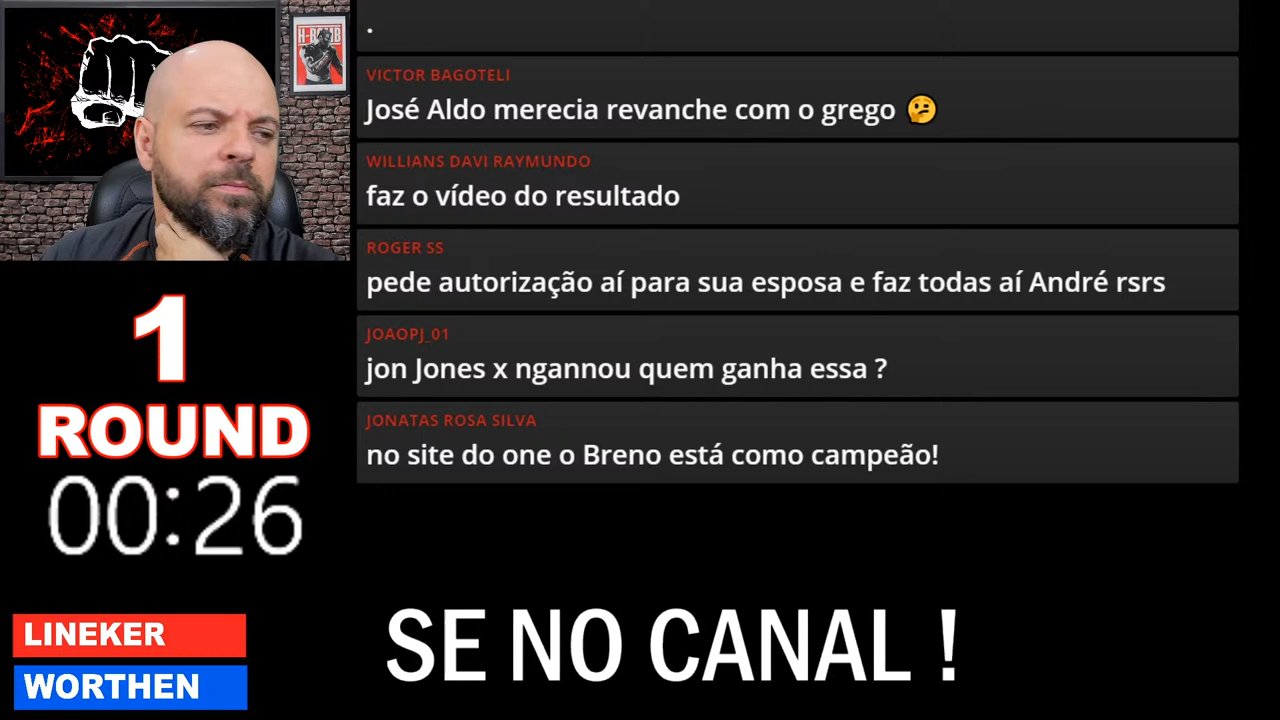 H-BOMB
.
VICTOR BAGOTELI
José Aldo merecia revanche com o grego 🤔
WILLIANS DAVI RAYMUNDO
faz o vídeo do resultado
ROGER SS
pede autorização aí para sua esposa e faz todas aí André rsrs
JOAOPJ_01
jon Jones x ngannou quem ganha essa ?
JONATAS ROSA SILVA
no site do one o Breno está como campeão!
1
ROUND
00:26
LINEKER
WORTHEN
SE NO CANAL !